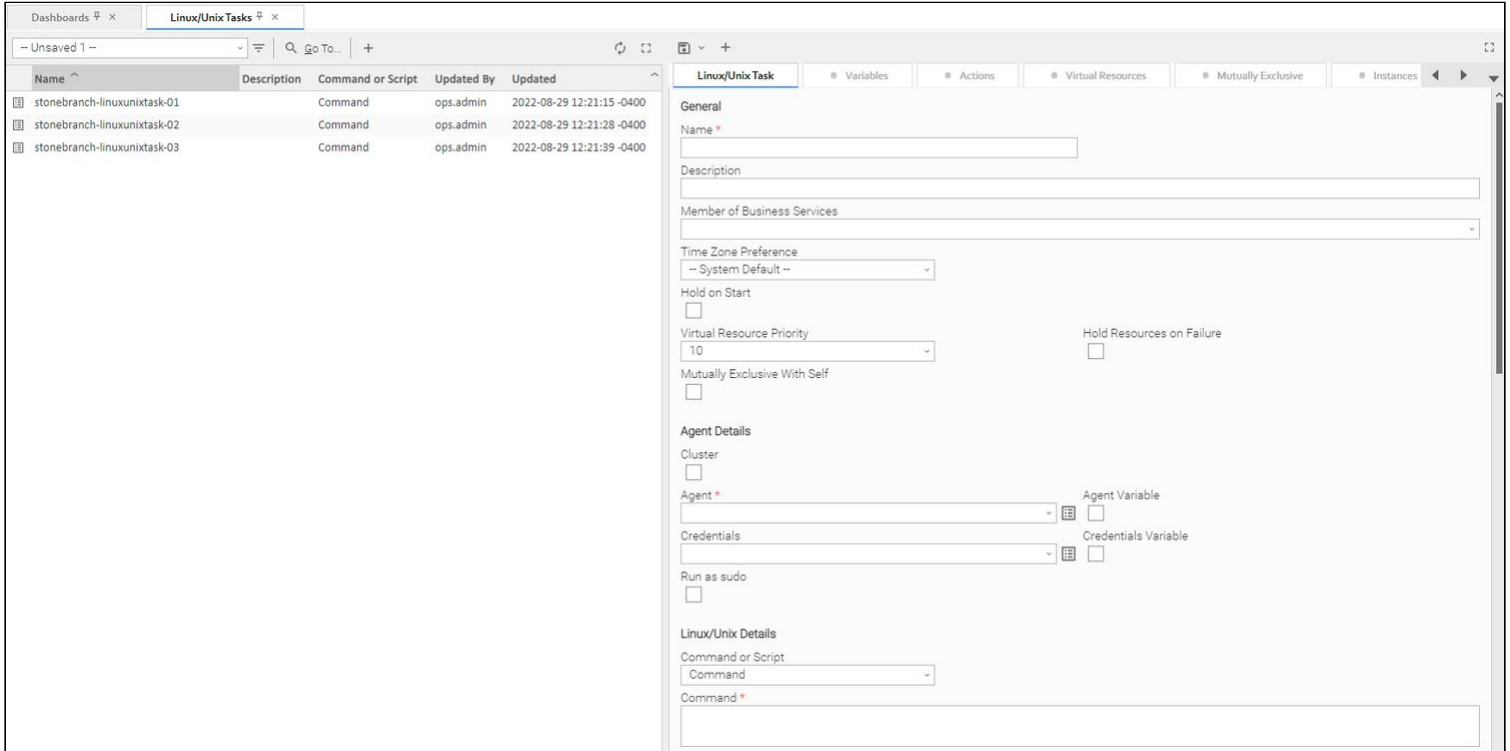 Dashboards
Linux/Unix Tasks
-- Unsaved 1 --
Go To...
Name Description Command or Script Updated By Updated
stonebranch-linuxunixtask-01 Command ops.admin 2022-08-29 12:21:15 -0400
stonebranch-linuxunixtask-02 Command ops.admin 2022-08-29 12:21:28 -0400
stonebranch-linuxunixtask-03 Command ops.admin 2022-08-29 12:21:39 -0400
Linux/Unix Task Variables Actions Virtual Resources Mutually Exclusive Instances
General
Name *
Description
Member of Business Services
Time Zone Preference
-- System Default --
Hold on Start
Virtual Resource Priority Hold Resources on Failure
10
Mutually Exclusive With Self
Agent Details
Cluster
Agent * Agent Variable
Credentials Credentials Variable
Run as sudo
Linux/Unix Details
Command or Script
Command
Command *